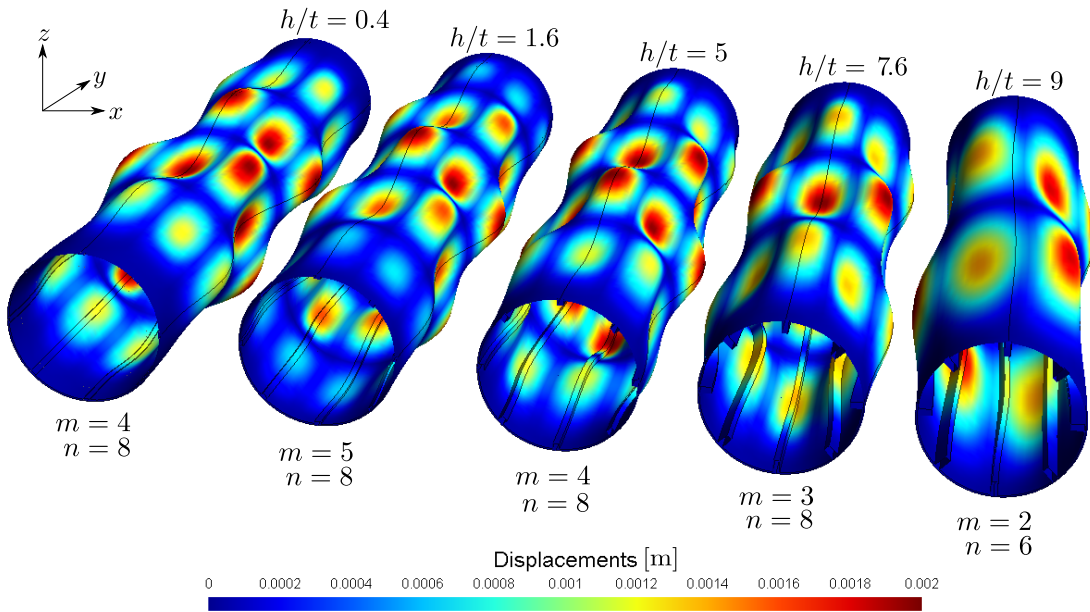 h/t = 0.4
h/t = 1.6
h/t = 5
h/t = 7.6
h/t = 9
z
y
x
m = 4
n = 8
m = 5
n = 8
m = 4
n = 8
m = 3
n = 8
m = 2
n = 6
Displacements [m]
0 0.0002 0.0004 0.0006 0.0008 0.001 0.0012 0.0014 0.0016 0.0018 0.002